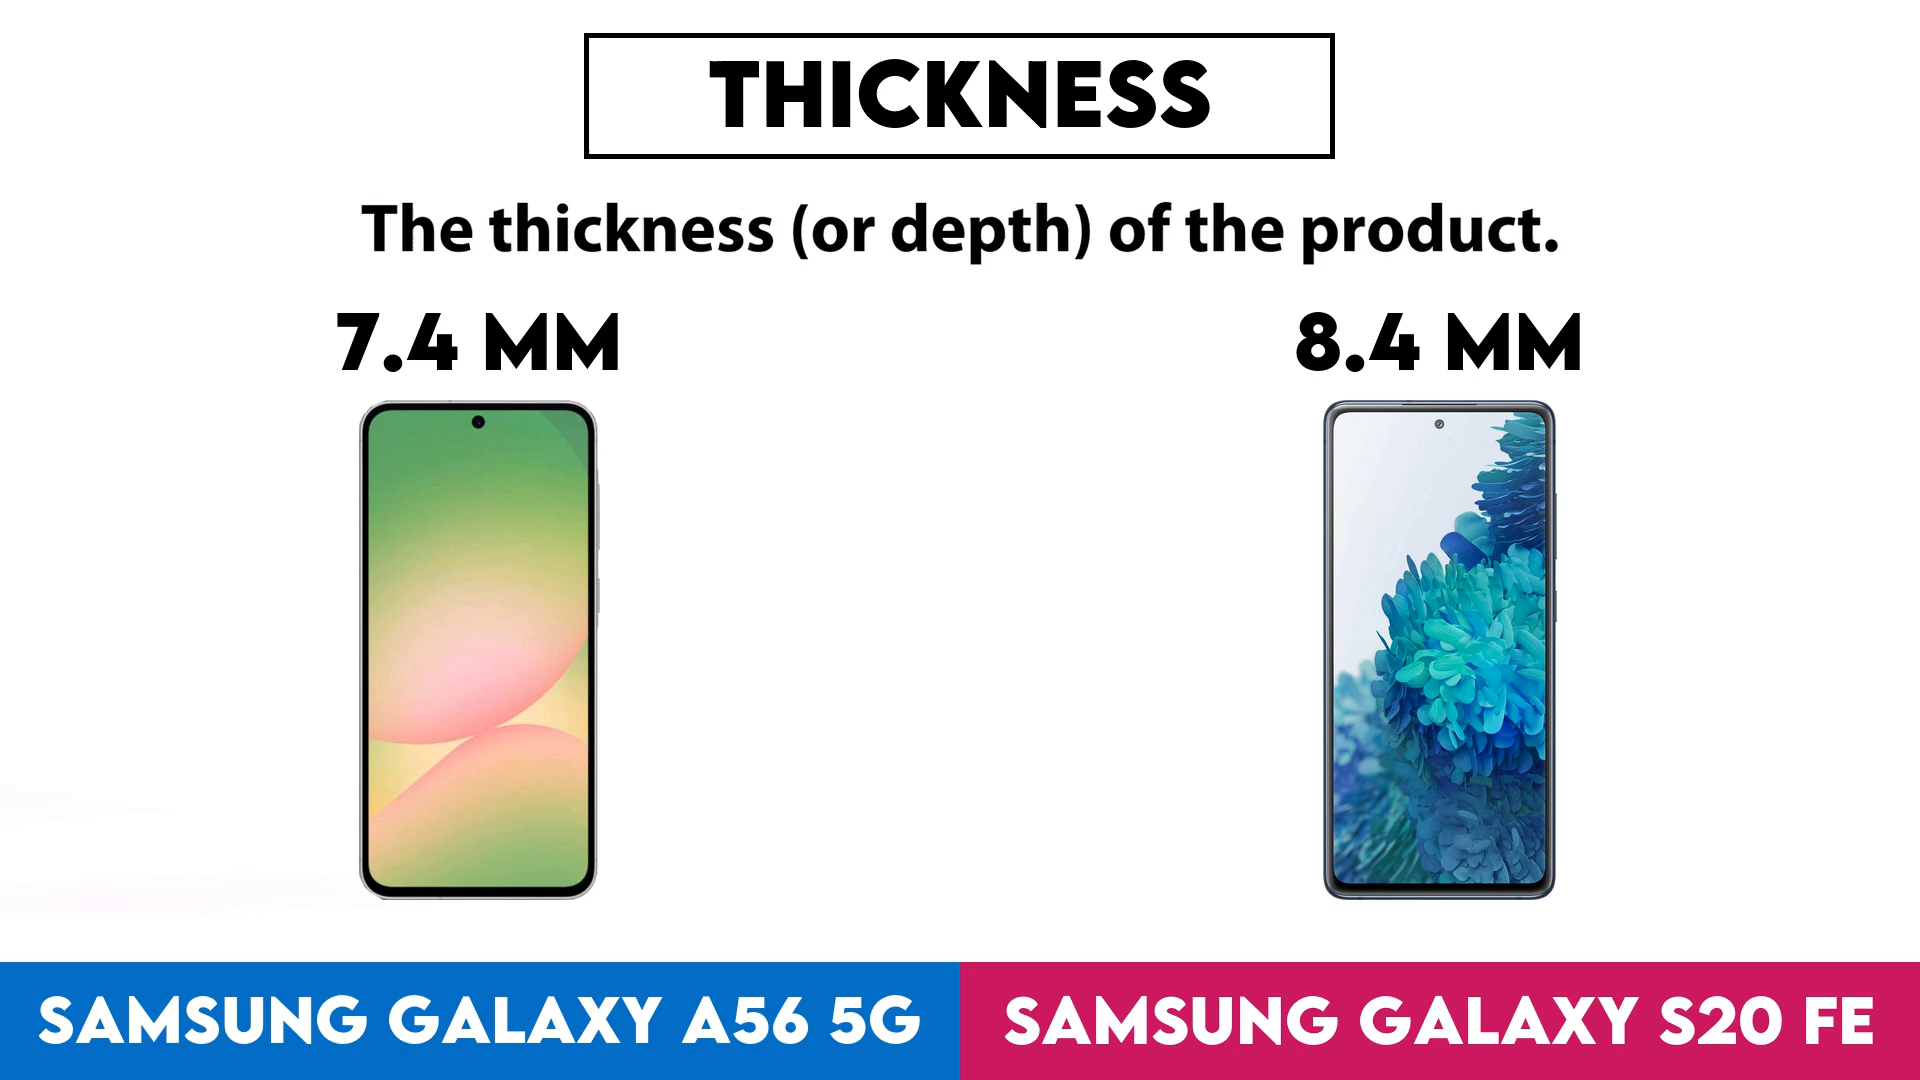 THICKNESS
The thickness (or depth) of the product.
7.4 MM
8.4 MM
SAMSUNG GALAXY A56 5G
SAMSUNG GALAXY S20 FE